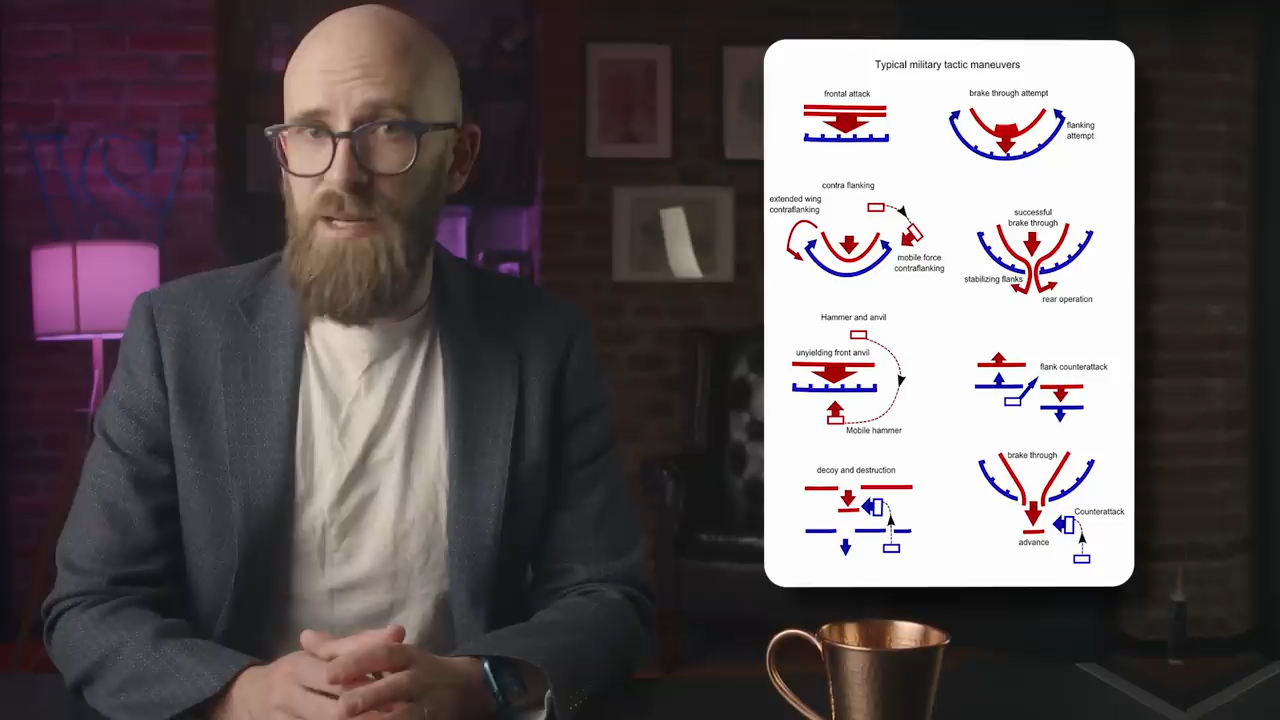 Typical military tactic maneuvers
frontal attack
brake through attempt
flanking
attempt
contra flanking
extended wing
contraflanking
mobile force
contraflanking
successful
brake through
stabilizing flanks
rear operation
Hammer and anvil
unyielding front anvil
Mobile hammer
flank counterattack
decoy and destruction
brake through
Counterattack
advance